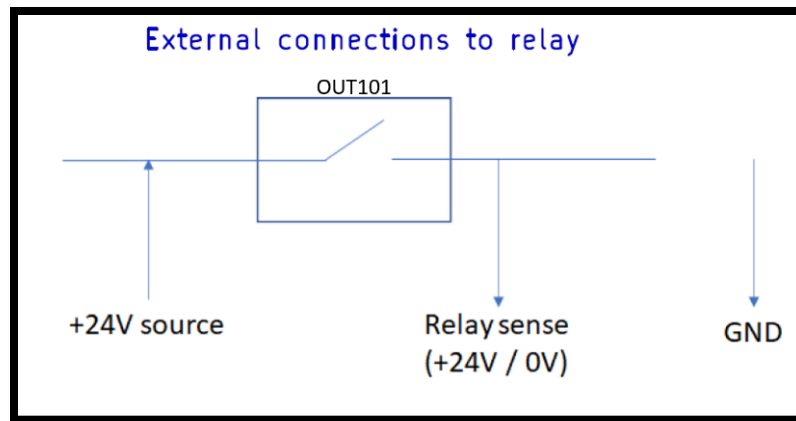 External connections to relay
OUT101
+24V source
Relay sense
(+24V / 0V)
GND